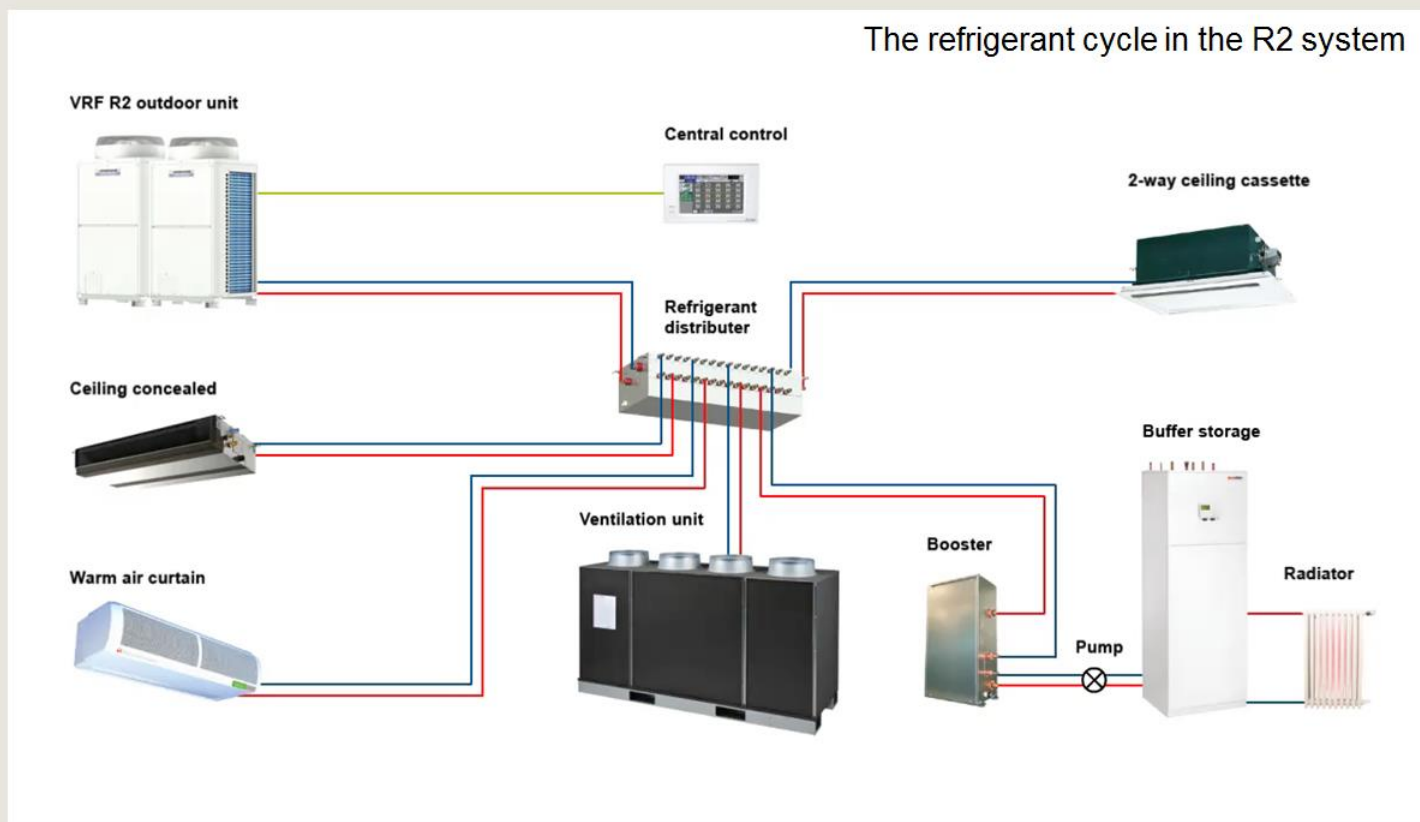 The refrigerant cycle in the R2 system
VRF R2 outdoor unit
Central control
2-way ceiling cassette
Refrigerant
distributer
Ceiling concealed
Buffer storage
Ventilation unit
Booster
Radiator
Warm air curtain
Pump